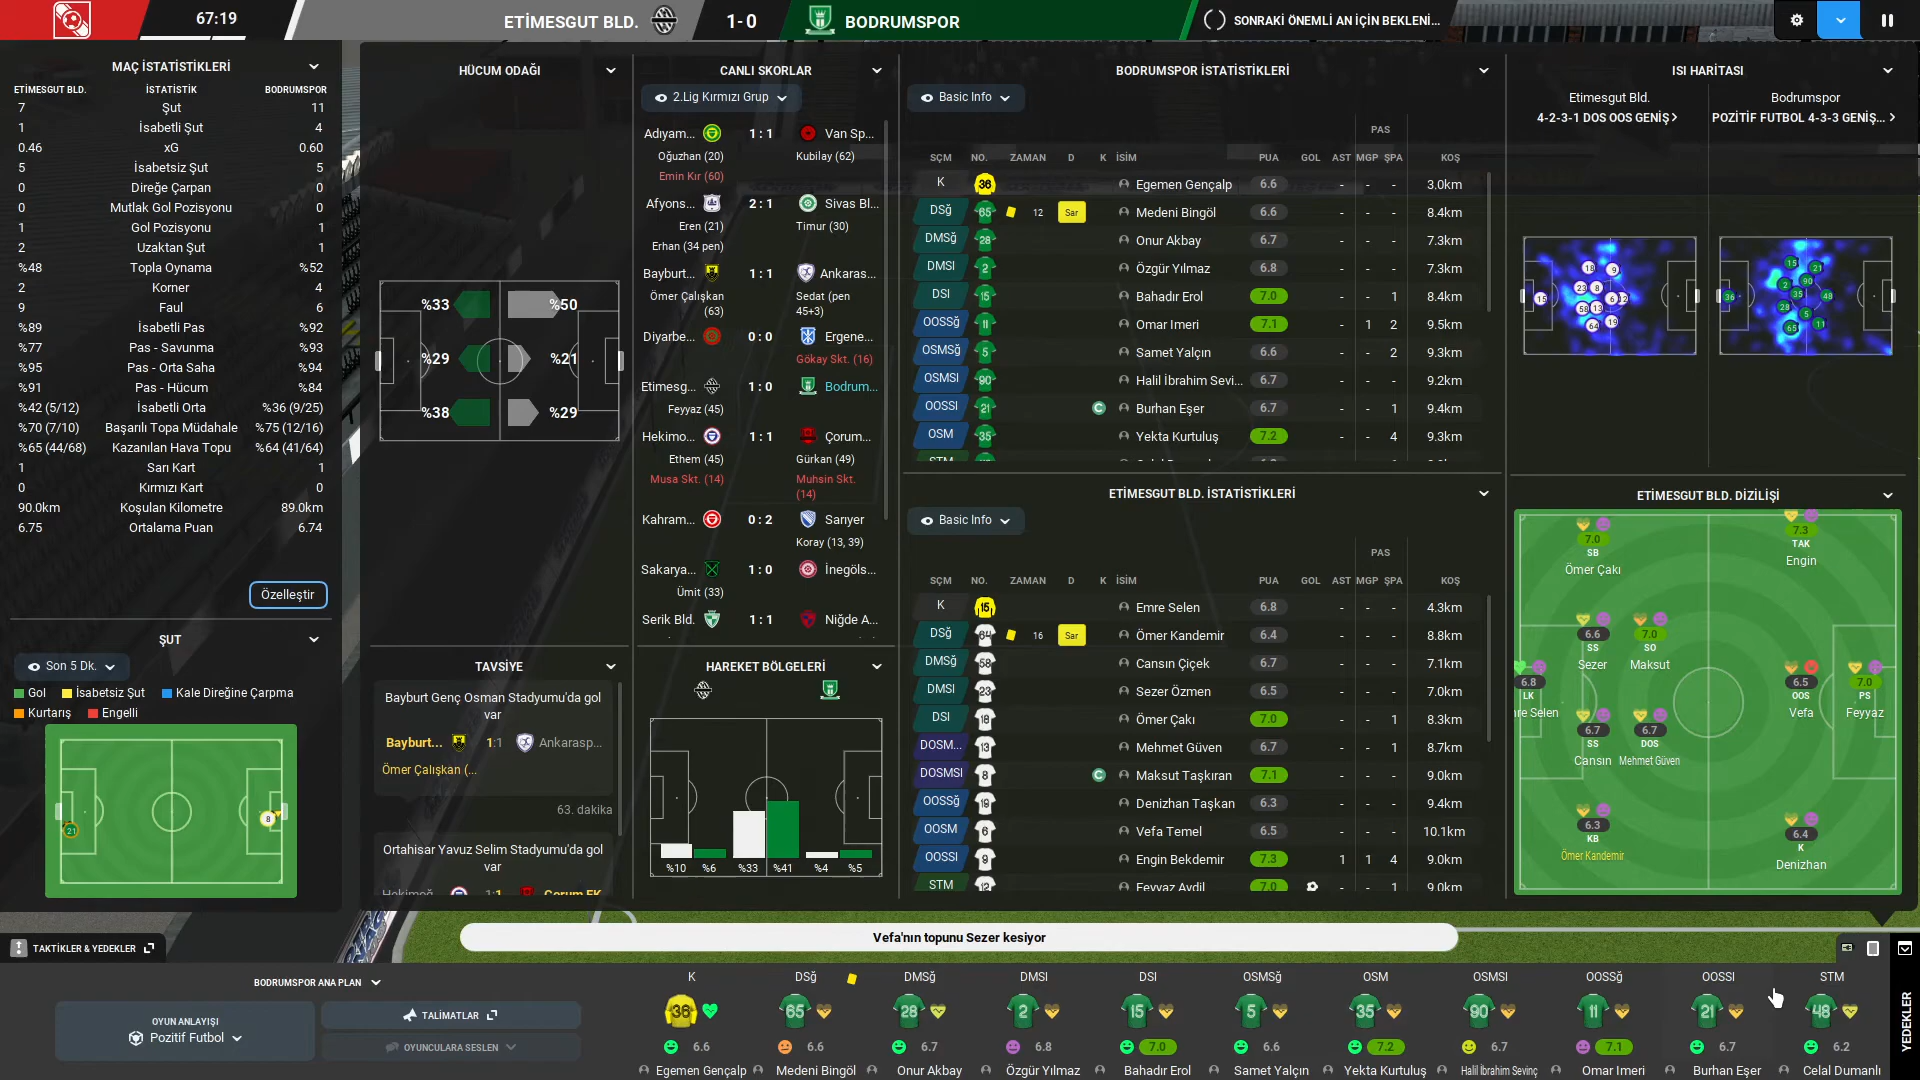 67:19
ETİMESGUT BLD.
1-0
BODRUMSPOR
SONRAKİ ÖNEMLİ AN İÇİN BEKLENİ...
MAÇ İSTATİSTİKLERİ
ETİMESGUT BLD. İSTATİSTİK BODRUMSPOR
7 Şut 11
1 İsabetli Şut 4
0.46 xG 0.60
5 İsabetsiz Şut 5
0 Direğe Çarpan 0
0 Mutlak Gol Pozisyonu 0
1 Gol Pozisyonu 1
2 Uzaktan Şut 1
%48 Topla Oynama %52
2 Korner 4
9 Faul 6
%89 İsabetli Pas %92
%77 Pas - Savunma %93
%95 Pas - Orta Saha %94
%91 Pas - Hücum %84
%42 (5/12) İsabetli Orta %36 (9/25)
%70 (7/10) Başarılı Topa Müdahale %75 (12/16)
%65 (44/68) Kazanılan Hava Topu %64 (41/64)
1 Sarı Kart 1
0 Kırmızı Kart 0
90.0km Koşulan Kilometre 89.0km
6.75 Ortalama Puan 6.74
Özelleştir
ŞUT
Son 5 Dk.
Gol İsabetsiz Şut Kale Direğine Çarpma
Kurtarış Engelli
21
8
HÜCUM ODAĞI
%33 %50
%29 %21
%38 %29
TAVSİYE
Bayburt Genç Osman Stadyumu'da gol
var
Bayburt... 1:1 Ankarasp...
Ömer Çalışkan (...
63. dakika
Ortahisar Yavuz Selim Stadyumu'da gol
var
Hekimoğ... 1:1 Çorum FK
CANLI SKORLAR
2.Lig Kırmızı Grup
Adıyam... 1 : 1 Van Sp...
Oğuzhan (20) Kubilay (62)
Emin Kır (60)
Afyons... 2 : 1 Sivas Bl...
Eren (21) Timur (30)
Erhan (34 pen)
Bayburt... 1 : 1 Ankaras...
Ömer Çalışkan Sedat (pen
(63) 45+3)
Diyarbe... 0 : 0 Ergene...
Gökay Skt. (16)
Etimesg... 1 : 0 Bodrum...
Feyyaz (45)
Hekimo... 1 : 1 Çorum...
Ethem (45) Gürkan (49)
Musa Skt. (14) Muhsin Skt.
(14)
Kahram... 0 : 2 Sarıyer
Koray (13, 39)
Sakarya... 1 : 0 İnegöls...
Ümit (33)
Serik Bld. 1 : 1 Niğde A...
HAREKET BÖLGELERİ
%10 %6 %33 %41 %4 %5
BODRUMSPOR İSTATİSTİKLERİ
Basic Info
PAS
SÇM NO. ZAMAN D K İSİM PUA GOL AST MGP ŞPA KOŞ
K 36 Egemen Gençalp 6.6 - - - 3.0km
DSğ 65 12 Sar Medeni Bingöl 6.6 - - - 8.4km
DMSğ 28 Onur Akbay 6.7 - - - 7.3km
DMSl 2 Özgür Yılmaz 6.8 - - - 7.3km
DSl 15 Bahadır Erol 7.0 - - 1 8.4km
OOSSğ 11 Omar Imeri 7.1 - 1 2 9.5km
OSMSğ 5 Samet Yalçın 6.6 - - 2 9.3km
OSMSl 90 Halil İbrahim Sevi... 6.7 - - - 9.2km
OOSSl 21 C Burhan Eşer 6.7 - - 1 9.4km
OSM 35 Yekta Kurtuluş 7.2 - - 4 9.3km
ETİMESGUT BLD. İSTATİSTİKLERİ
Basic Info
PAS
SÇM NO. ZAMAN D K İSİM PUA GOL AST MGP ŞPA KOŞ
K 15 Emre Selen 6.8 - - - 4.3km
DSğ 64 16 Sar Ömer Kandemir 6.4 - - - 8.8km
DMSğ 58 Cansın Çiçek 6.7 - - - 7.1km
DMSl 23 Sezer Özmen 6.5 - - - 7.0km
DSl 18 Ömer Çakı 7.0 - - 1 8.3km
DOSM... 13 Mehmet Güven 6.7 - - 1 8.7km
DOSMSl 8 C Maksut Taşkıran 7.1 - - - 9.0km
OOSSğ 19 Denizhan Taşkan 6.3 - - - 9.4km
OOSM 6 Vefa Temel 6.5 - - - 10.1km
OOSSl 9 Engin Bekdemir 7.3 1 1 4 9.0km
STM 12 Feyyaz Aydil 7.0 - - 1 9.0km
ISI HARİTASI
Etimesgut Bld. Bodrumspor
4-2-3-1 DOS OOS GENİŞ POZİTİF FUTBOL 4-3-3 GENİŞ...
ETİMESGUT BLD. DİZİLİŞİ
7.0
SB
Ömer Çakı
7.3
TAK
Engin
6.6
SS
Sezer
7.0
SO
Maksut
6.8
LK
re Selen
6.5
OOS
Vefa
7.0
PS
Feyyaz
6.7
SS
Cansın
6.7
DOS
Mehmet Güven
6.3
KB
Ömer Kandemir
6.4
K
Denizhan
Vefa'nın topunu Sezer kesiyor
TAKTİKLER & YEDEKLER
BODRUMSPOR ANA PLAN
OYUN ANLAYIŞI
Pozitif Futbol
TALİMATLAR
OYUNCULARA SESLEN
K DSğ DMSğ DMSl DSl OSMSğ OSM OSMSl OOSSğ OOSSl STM
36 65 28 2 15 5 35 90 11 21 48
6.6 6.6 6.7 6.8 7.0 6.6 7.2 6.7 7.1 6.7 6.2
Egemen Gençalp Medeni Bingöl Onur Akbay Özgür Yılmaz Bahadır Erol Samet Yalçın Yekta Kurtuluş Halil İbrahim Sevinç Omar Imeri Burhan Eşer Celal Dumanlı
YEDEKLER